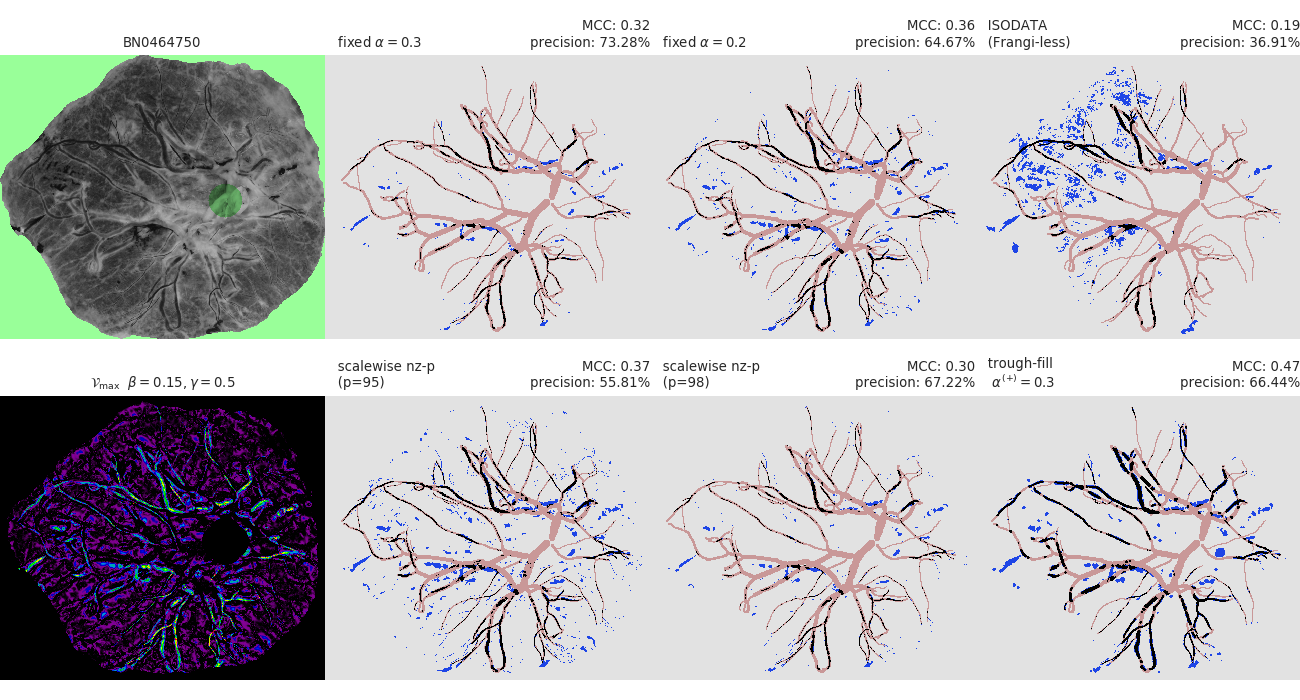 BN0464750
fixed α = 0.3
MCC: 0.32
precision: 73.28%
fixed α = 0.2
MCC: 0.36
precision: 64.67%
ISODATA
(Frangi-less)
MCC: 0.19
precision: 36.91%
𝒱max β = 0.15, γ = 0.5
scalewise nz-p
(p=95)
MCC: 0.37
precision: 55.81%
scalewise nz-p
(p=98)
MCC: 0.30
precision: 67.22%
trough-fill
α(+) = 0.3
MCC: 0.47
precision: 66.44%